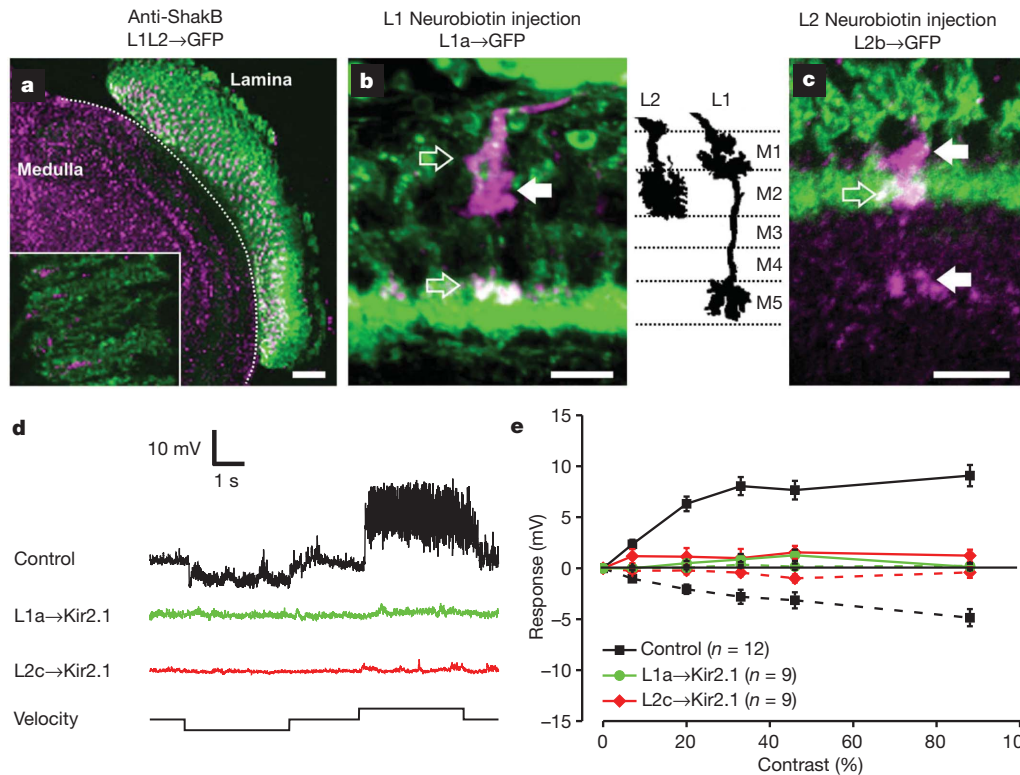 Anti-ShakB
L1L2→GFP
L1 Neurobiotin injection
L1a→GFP
L2 Neurobiotin injection
L2b→GFP
a
Lamina
Medulla
b
L2 L1
M1
M2
M3
M4
M5
c
d
10 mV
1 s
Control
L1a→Kir2.1
L2c→Kir2.1
Velocity
e
Response (mV)
15
10
5
0
−5
−10
−15
Control (n = 12)
L1a→Kir2.1 (n = 9)
L2c→Kir2.1 (n = 9)
0 20 40 60 80 10
Contrast (%)